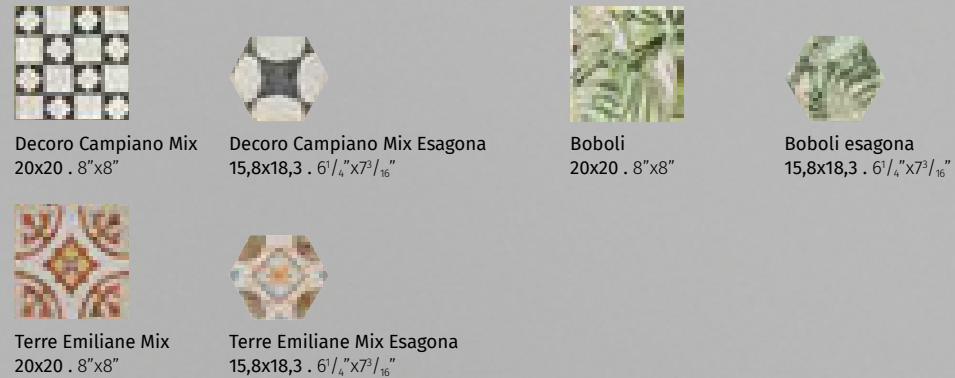 Decoro Campiano Mix
20x20 . 8”x8”
Decoro Campiano Mix Esagona
15,8x18,3 . 6¹/₄”x7³/₁₆”
Boboli
20x20 . 8”x8”
Boboli esagona
15,8x18,3 . 6¹/₄”x7³/₁₆”
Terre Emiliane Mix
20x20 . 8”x8”
Terre Emiliane Mix Esagona
15,8x18,3 . 6¹/₄”x7³/₁₆”